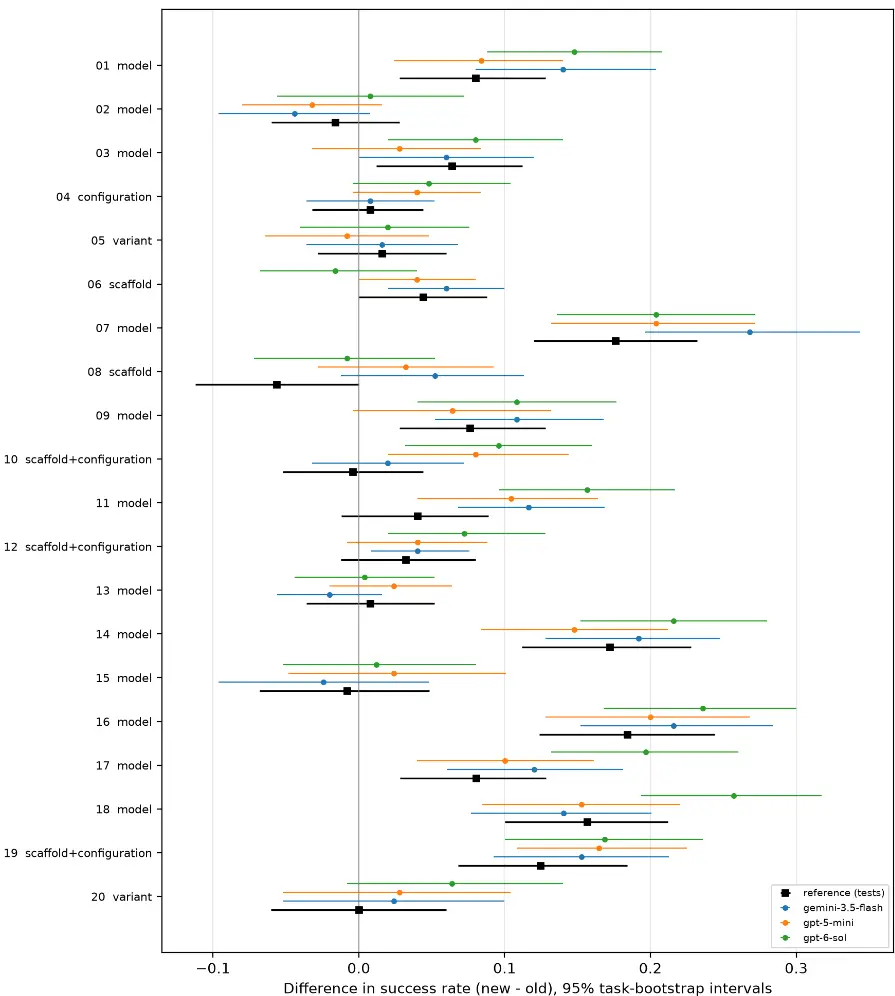 01 model
02 model
03 model
04 configuration
05 variant
06 scaffold
07 model
08 scaffold
09 model
10 scaffold+configuration
11 model
12 scaffold+configuration
13 model
14 model
15 model
16 model
17 model
18 model
19 scaffold+configuration
20 variant
reference (tests)
gemini-3.5-flash
gpt-5-mini
gpt-6-sol
−0.1 0.0 0.1 0.2 0.3
Difference in success rate (new - old), 95% task-bootstrap intervals